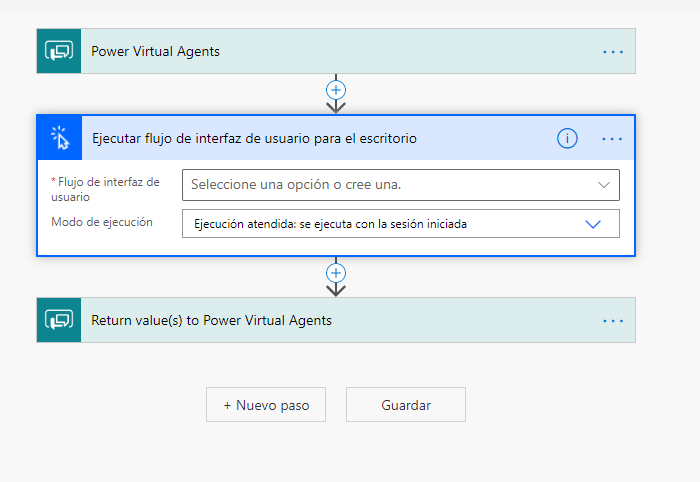 Power Virtual Agents
Ejecutar flujo de interfaz de usuario para el escritorio
* Flujo de interfaz de
usuario
Seleccione una opción o cree una.
Modo de ejecución
Ejecución atendida: se ejecuta con la sesión iniciada
Return value(s) to Power Virtual Agents
+ Nuevo paso
Guardar